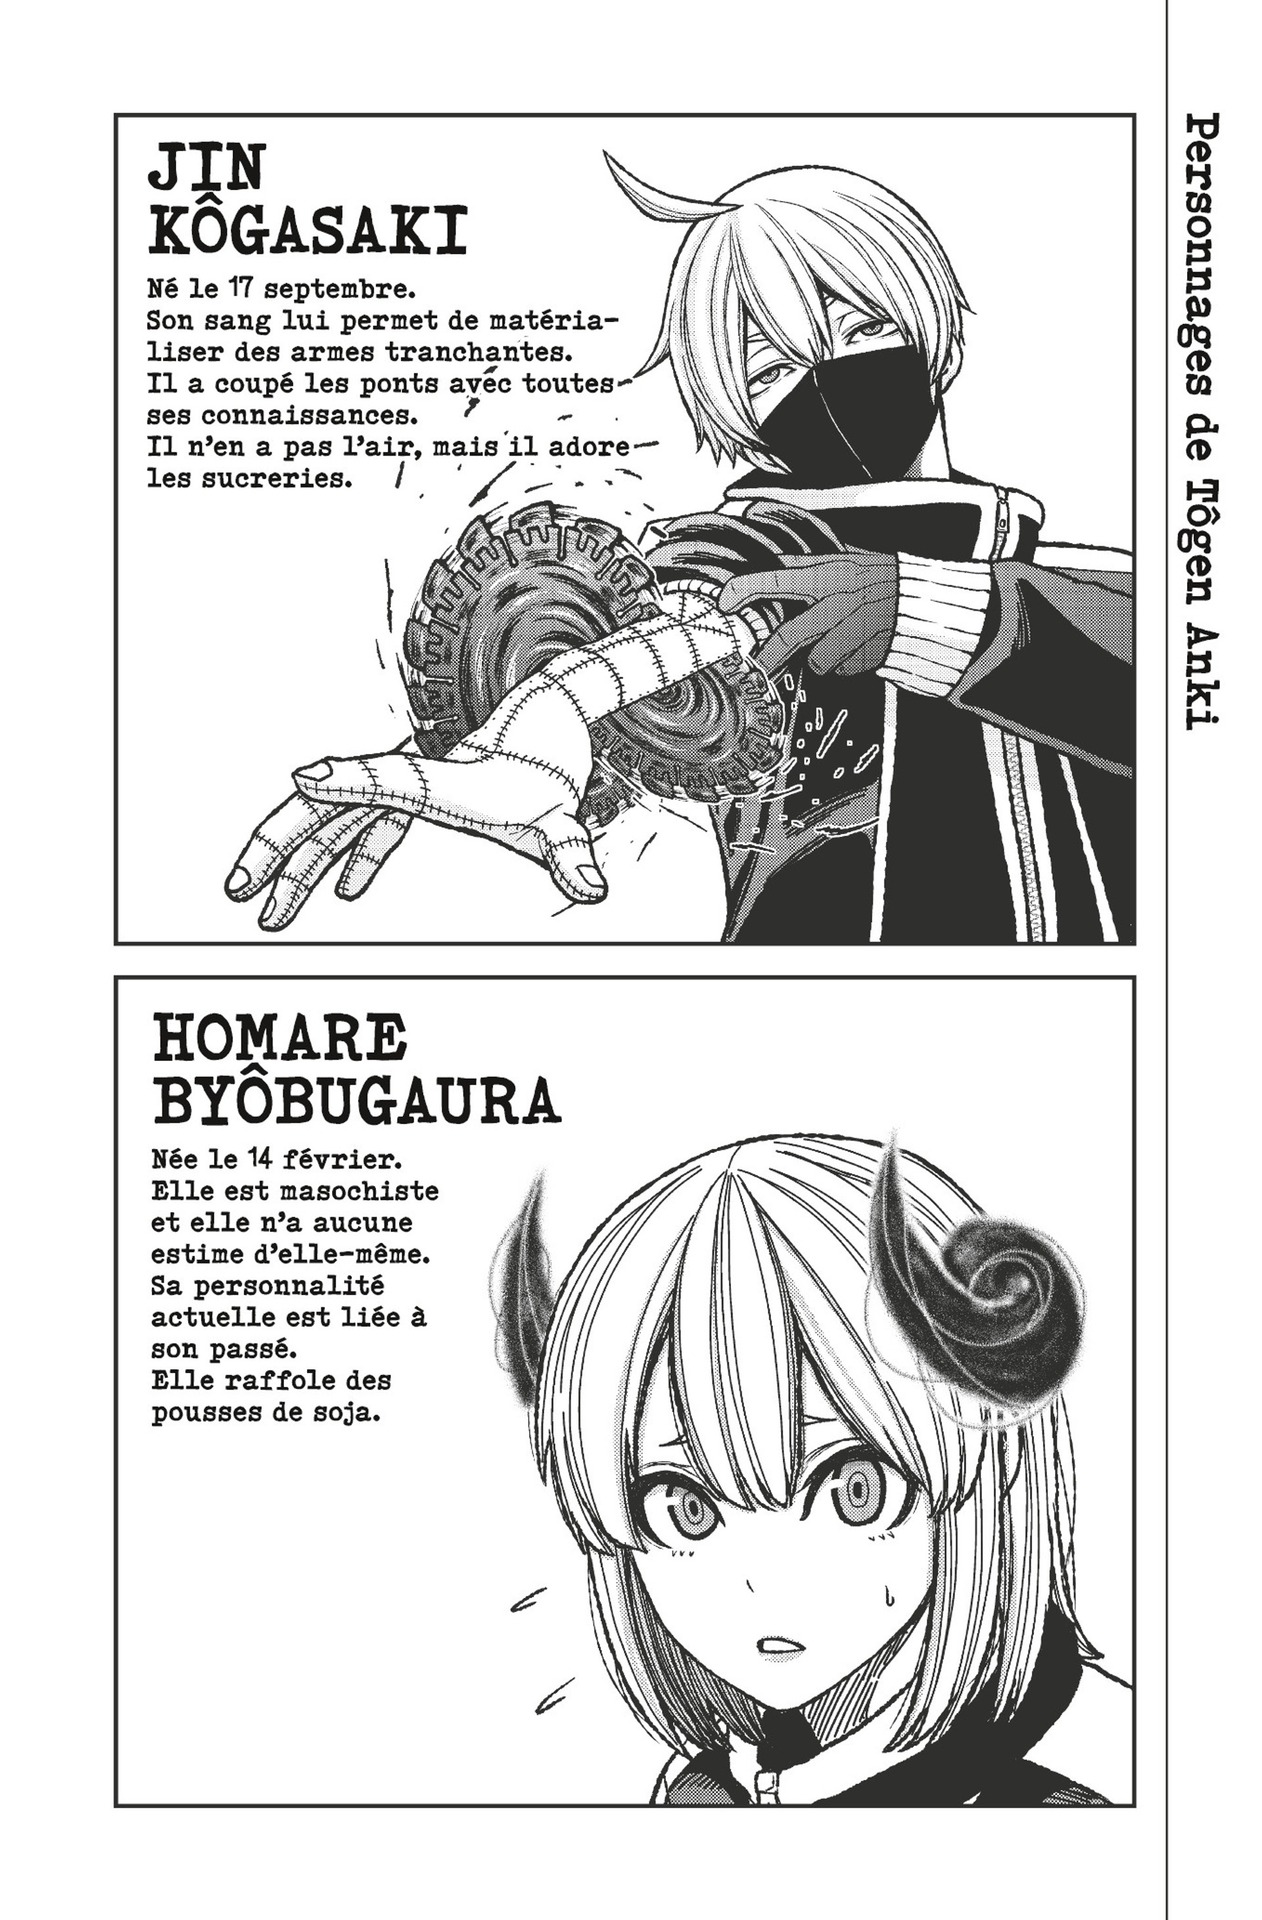 JIN
KÔGASAKI
Né le 17 septembre.
Son sang lui permet de matéria-
liser des armes tranchantes.
Il a coupé les ponts avec toutes
ses connaissances.
Il n'en a pas l'air, mais il adore
les sucreries.
Personnages de Tôgen Anki
HOMARE
BYÔBUGAURA
Née le 14 février.
Elle est masochiste
et elle n'a aucune
estime d'elle-même.
Sa personnalité
actuelle est liée à
son passé.
Elle raffole des
pousses de soja.